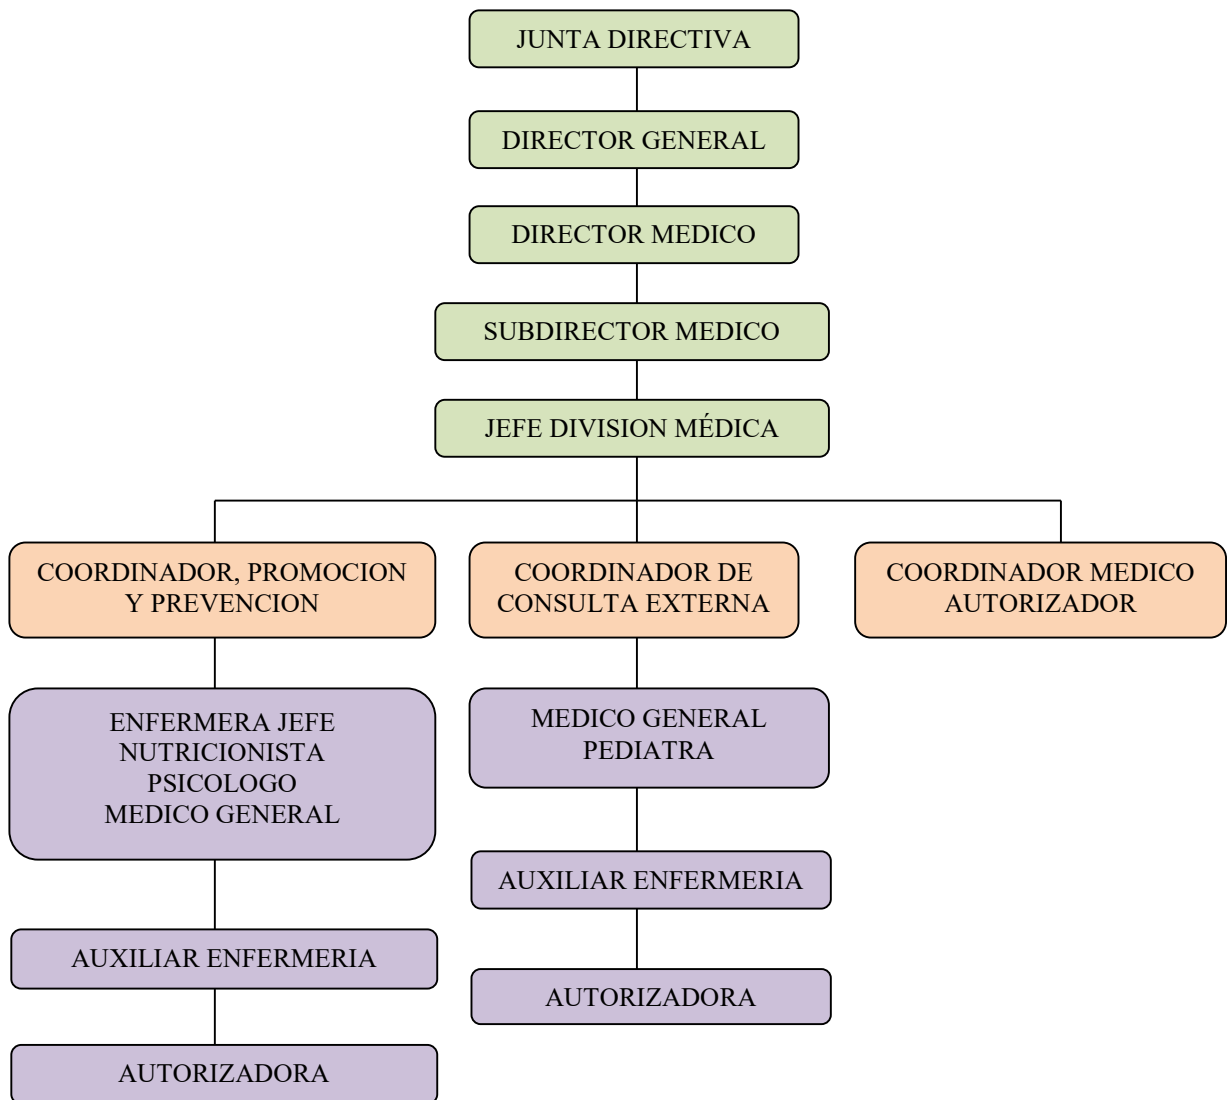 JUNTA DIRECTIVA
DIRECTOR GENERAL
DIRECTOR MEDICO
SUBDIRECTOR MEDICO
JEFE DIVISION MÉDICA
COORDINADOR, PROMOCION
Y PREVENCION
COORDINADOR DE
CONSULTA EXTERNA
COORDINADOR MEDICO
AUTORIZADOR
ENFERMERA JEFE
NUTRICIONISTA
PSICOLOGO
MEDICO GENERAL
MEDICO GENERAL
PEDIATRA
AUXILIAR ENFERMERIA
AUTORIZADORA
AUXILIAR ENFERMERIA
AUTORIZADORA